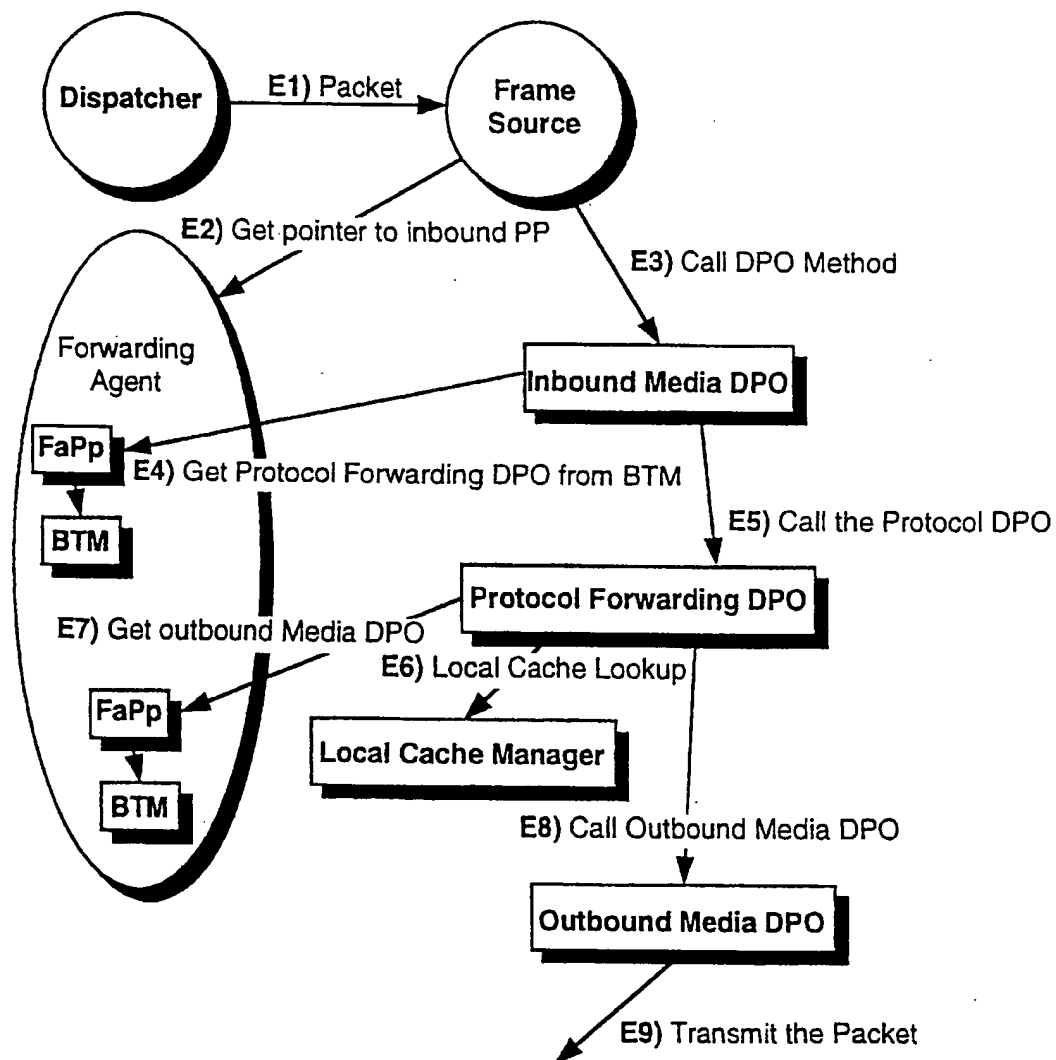 Dispatcher
E1) Packet
Frame
Source
E2) Get pointer to inbound PP
E3) Call DPO Method
Forwarding
Agent
Inbound Media DPO
FaPp
E4) Get Protocol Forwarding DPO from BTM
BTM
E5) Call the Protocol DPO
Protocol Forwarding DPO
E7) Get outbound Media DPO
E6) Local Cache Lookup
FaPp
Local Cache Manager
BTM
E8) Call Outbound Media DPO
Outbound Media DPO
E9) Transmit the Packet